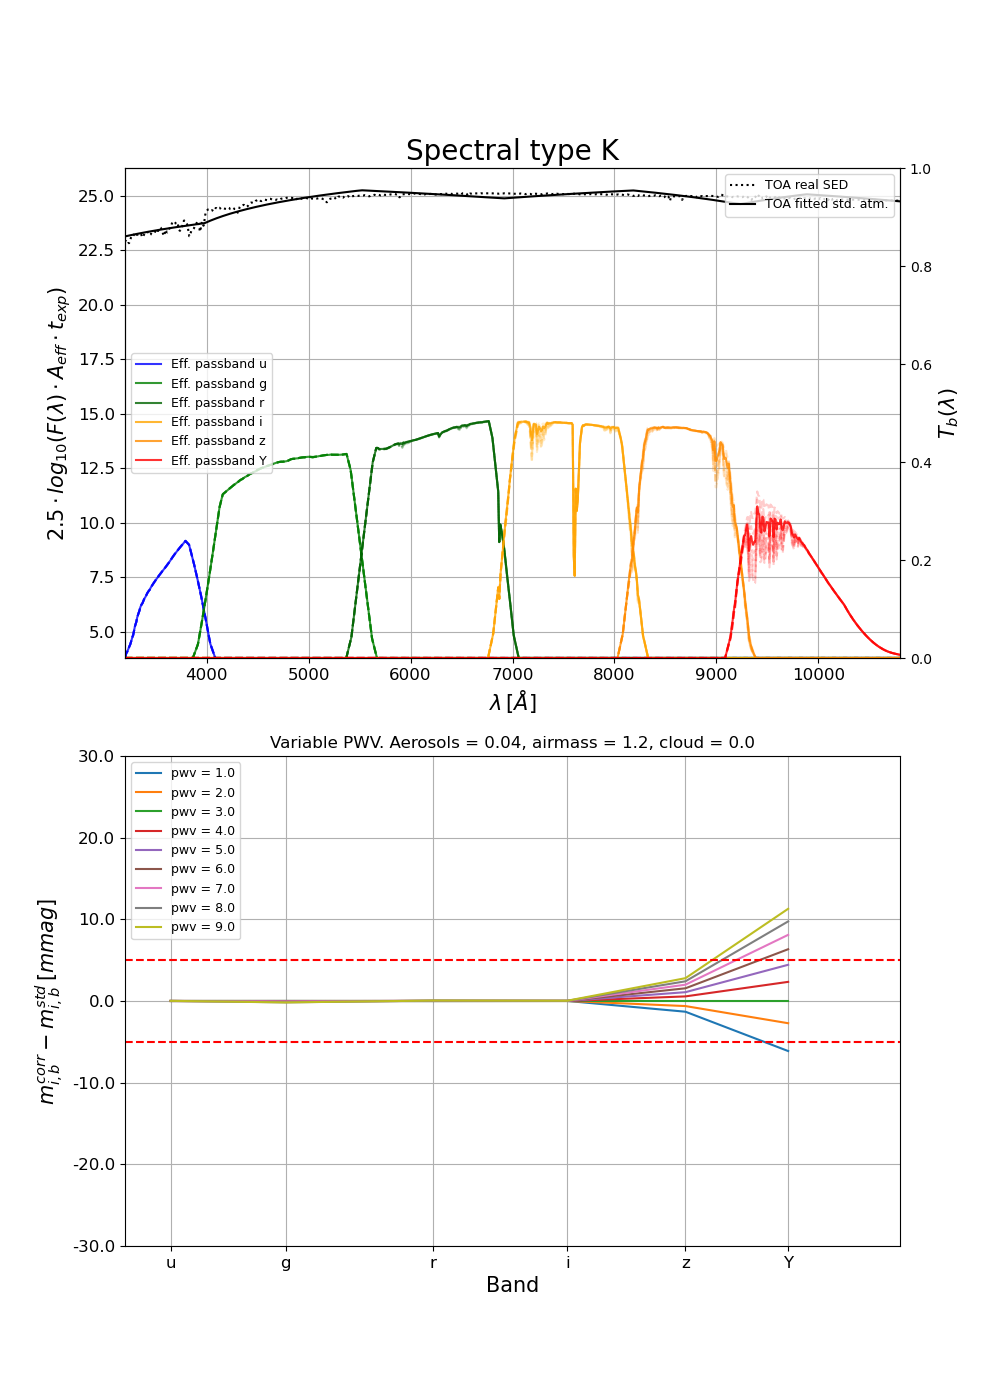 Spectral type K
25.0
22.5
20.0
17.5
15.0
12.5
10.0
7.5
5.0
2.5 · log10(F(λ) · Aeff · texp)
1.0
0.8
0.6
0.4
0.2
0.0
Tb(λ)
TOA real SED
TOA fitted std. atm.
Eff. passband u
Eff. passband g
Eff. passband r
Eff. passband i
Eff. passband z
Eff. passband Y
4000 5000 6000 7000 8000 9000 10000
λ [Å]
Variable PWV. Aerosols = 0.04, airmass = 1.2, cloud = 0.0
30.0
20.0
10.0
0.0
-10.0
-20.0
-30.0
m^{corr}_{i,b} − m^{std}_{i,b} [mmag]
pwv = 1.0
pwv = 2.0
pwv = 3.0
pwv = 4.0
pwv = 5.0
pwv = 6.0
pwv = 7.0
pwv = 8.0
pwv = 9.0
u g r i z Y
Band